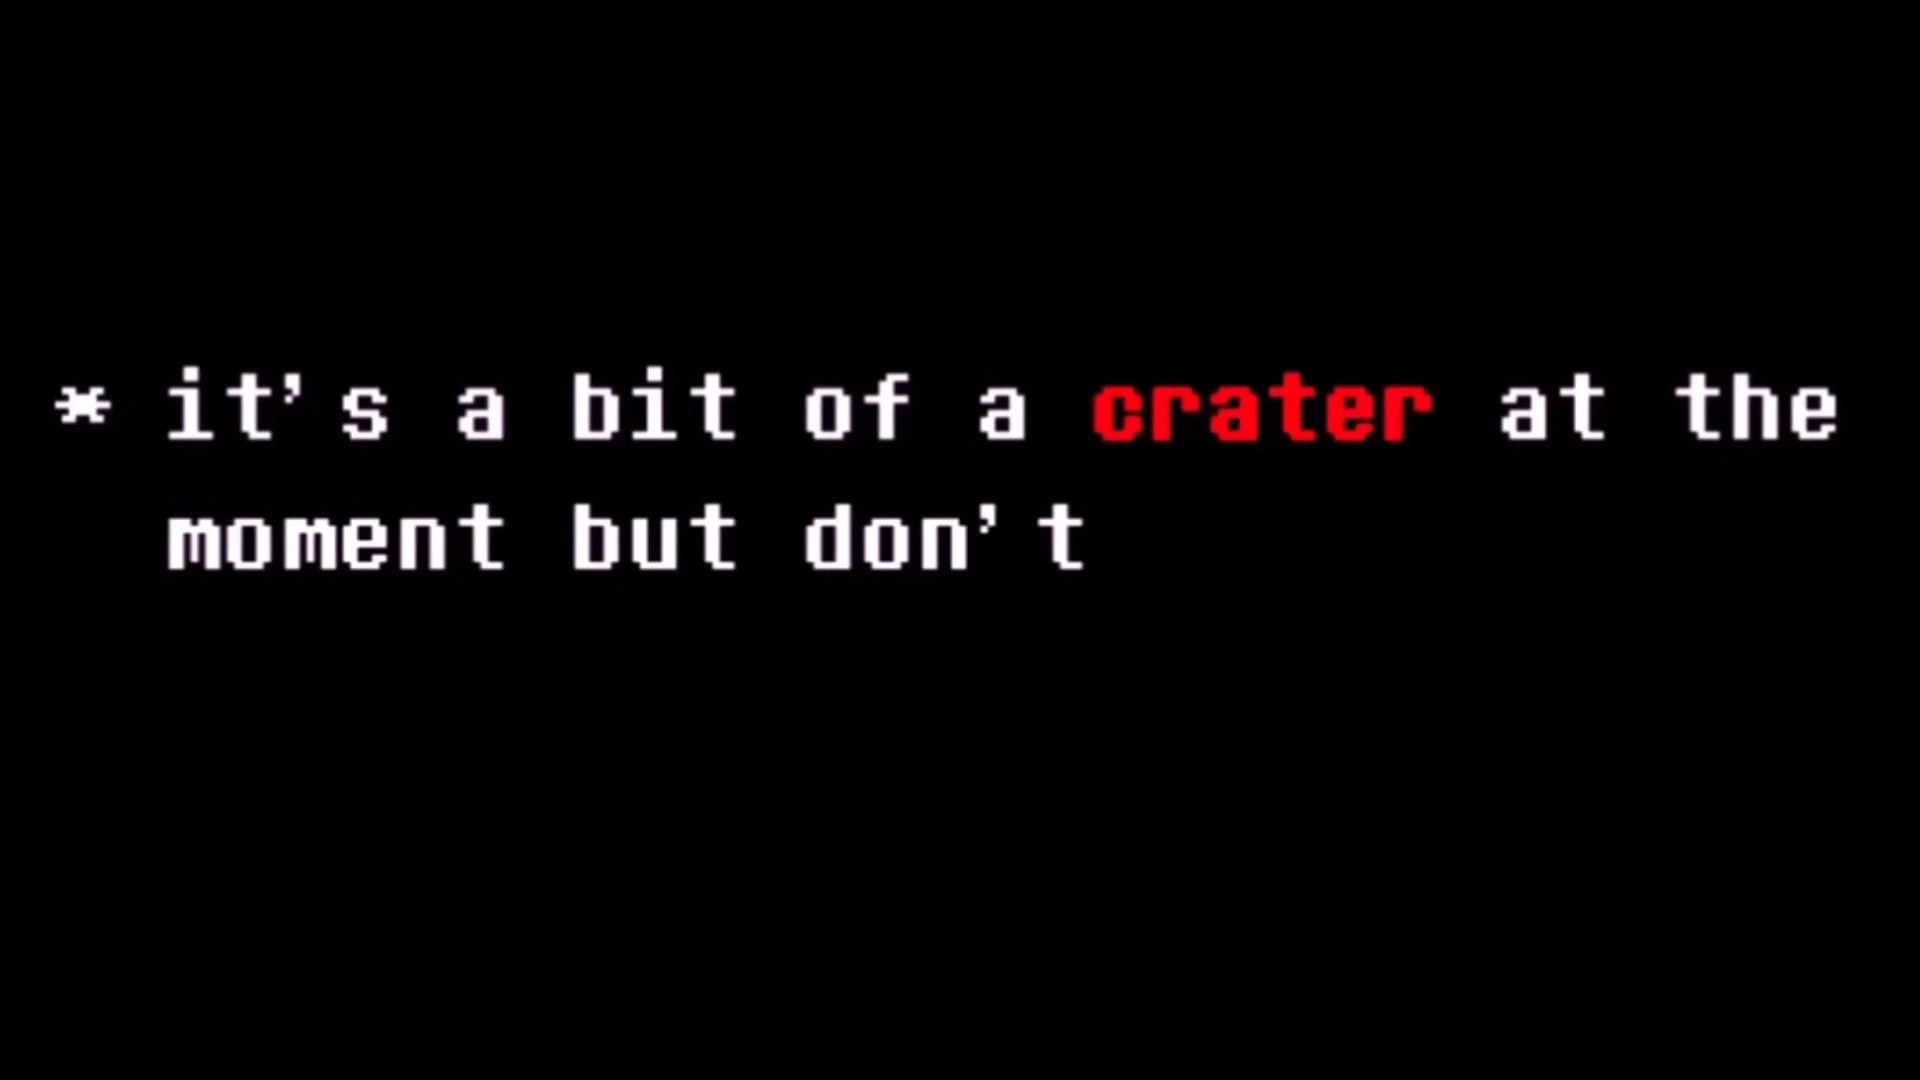 * it's a bit of a crater at the
moment but don't